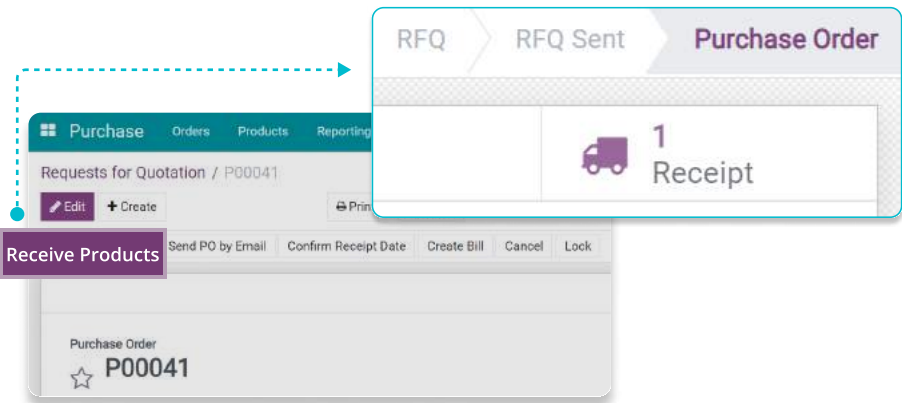 RFQ RFQ Sent Purchase Order
1
Receipt
Purchase Orders Products Reporting
Requests for Quotation / P00041
Edit + Create Prin
Receive Products Send PO by Email Confirm Receipt Date Create Bill Cancel Lock
Purchase Order
P00041